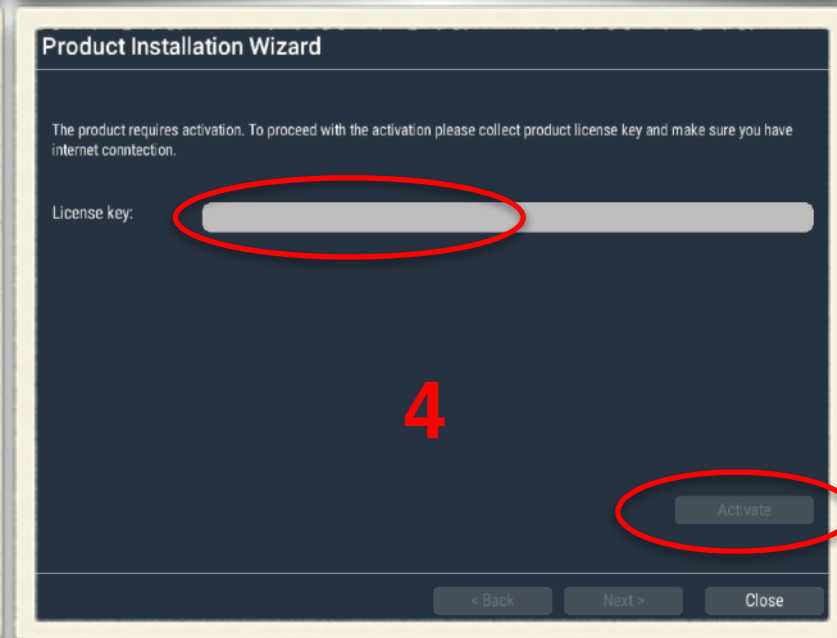 Product Installation Wizard
The product requires activation. To proceed with the activation please collect product license key and make sure you have
internet conntection.
License key:
4
Activate
< Back Next > Close